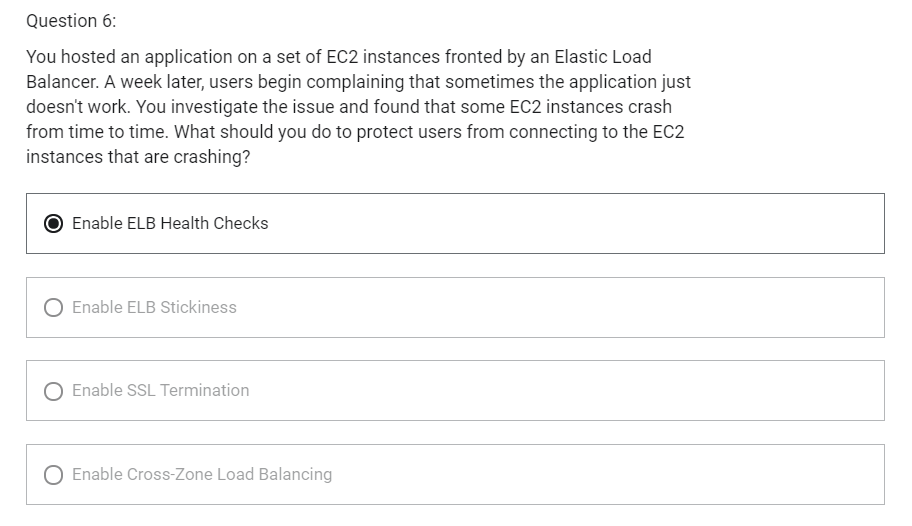 Question 6:
You hosted an application on a set of EC2 instances fronted by an Elastic Load
Balancer. A week later, users begin complaining that sometimes the application just
doesn't work. You investigate the issue and found that some EC2 instances crash
from time to time. What should you do to protect users from connecting to the EC2
instances that are crashing?
Enable ELB Health Checks
Enable ELB Stickiness
Enable SSL Termination
Enable Cross-Zone Load Balancing